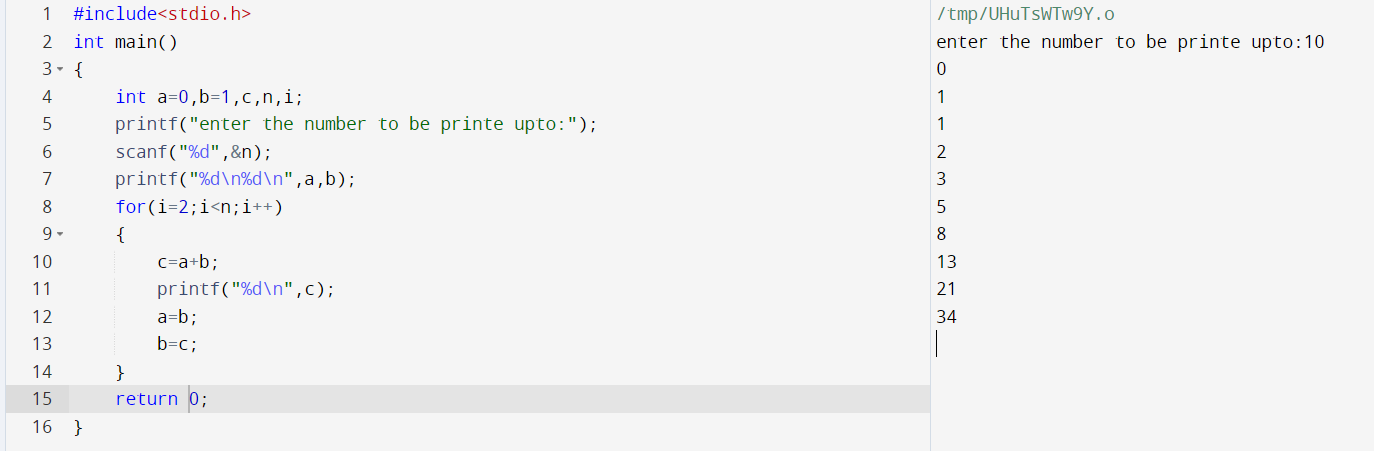 1 #include<stdio.h>
2 int main()
3 {
4     int a=0,b=1,c,n,i;
5     printf("enter the number to be printe upto:");
6     scanf("%d",&n);
7     printf("%d\n%d\n",a,b);
8     for(i=2;i<n;i++)
9     {
10         c=a+b;
11         printf("%d\n",c);
12         a=b;
13         b=c;
14     }
15     return 0;
16 }
/tmp/UHuTsWTw9Y.o
enter the number to be printe upto:10
0
1
1
2
3
5
8
13
21
34